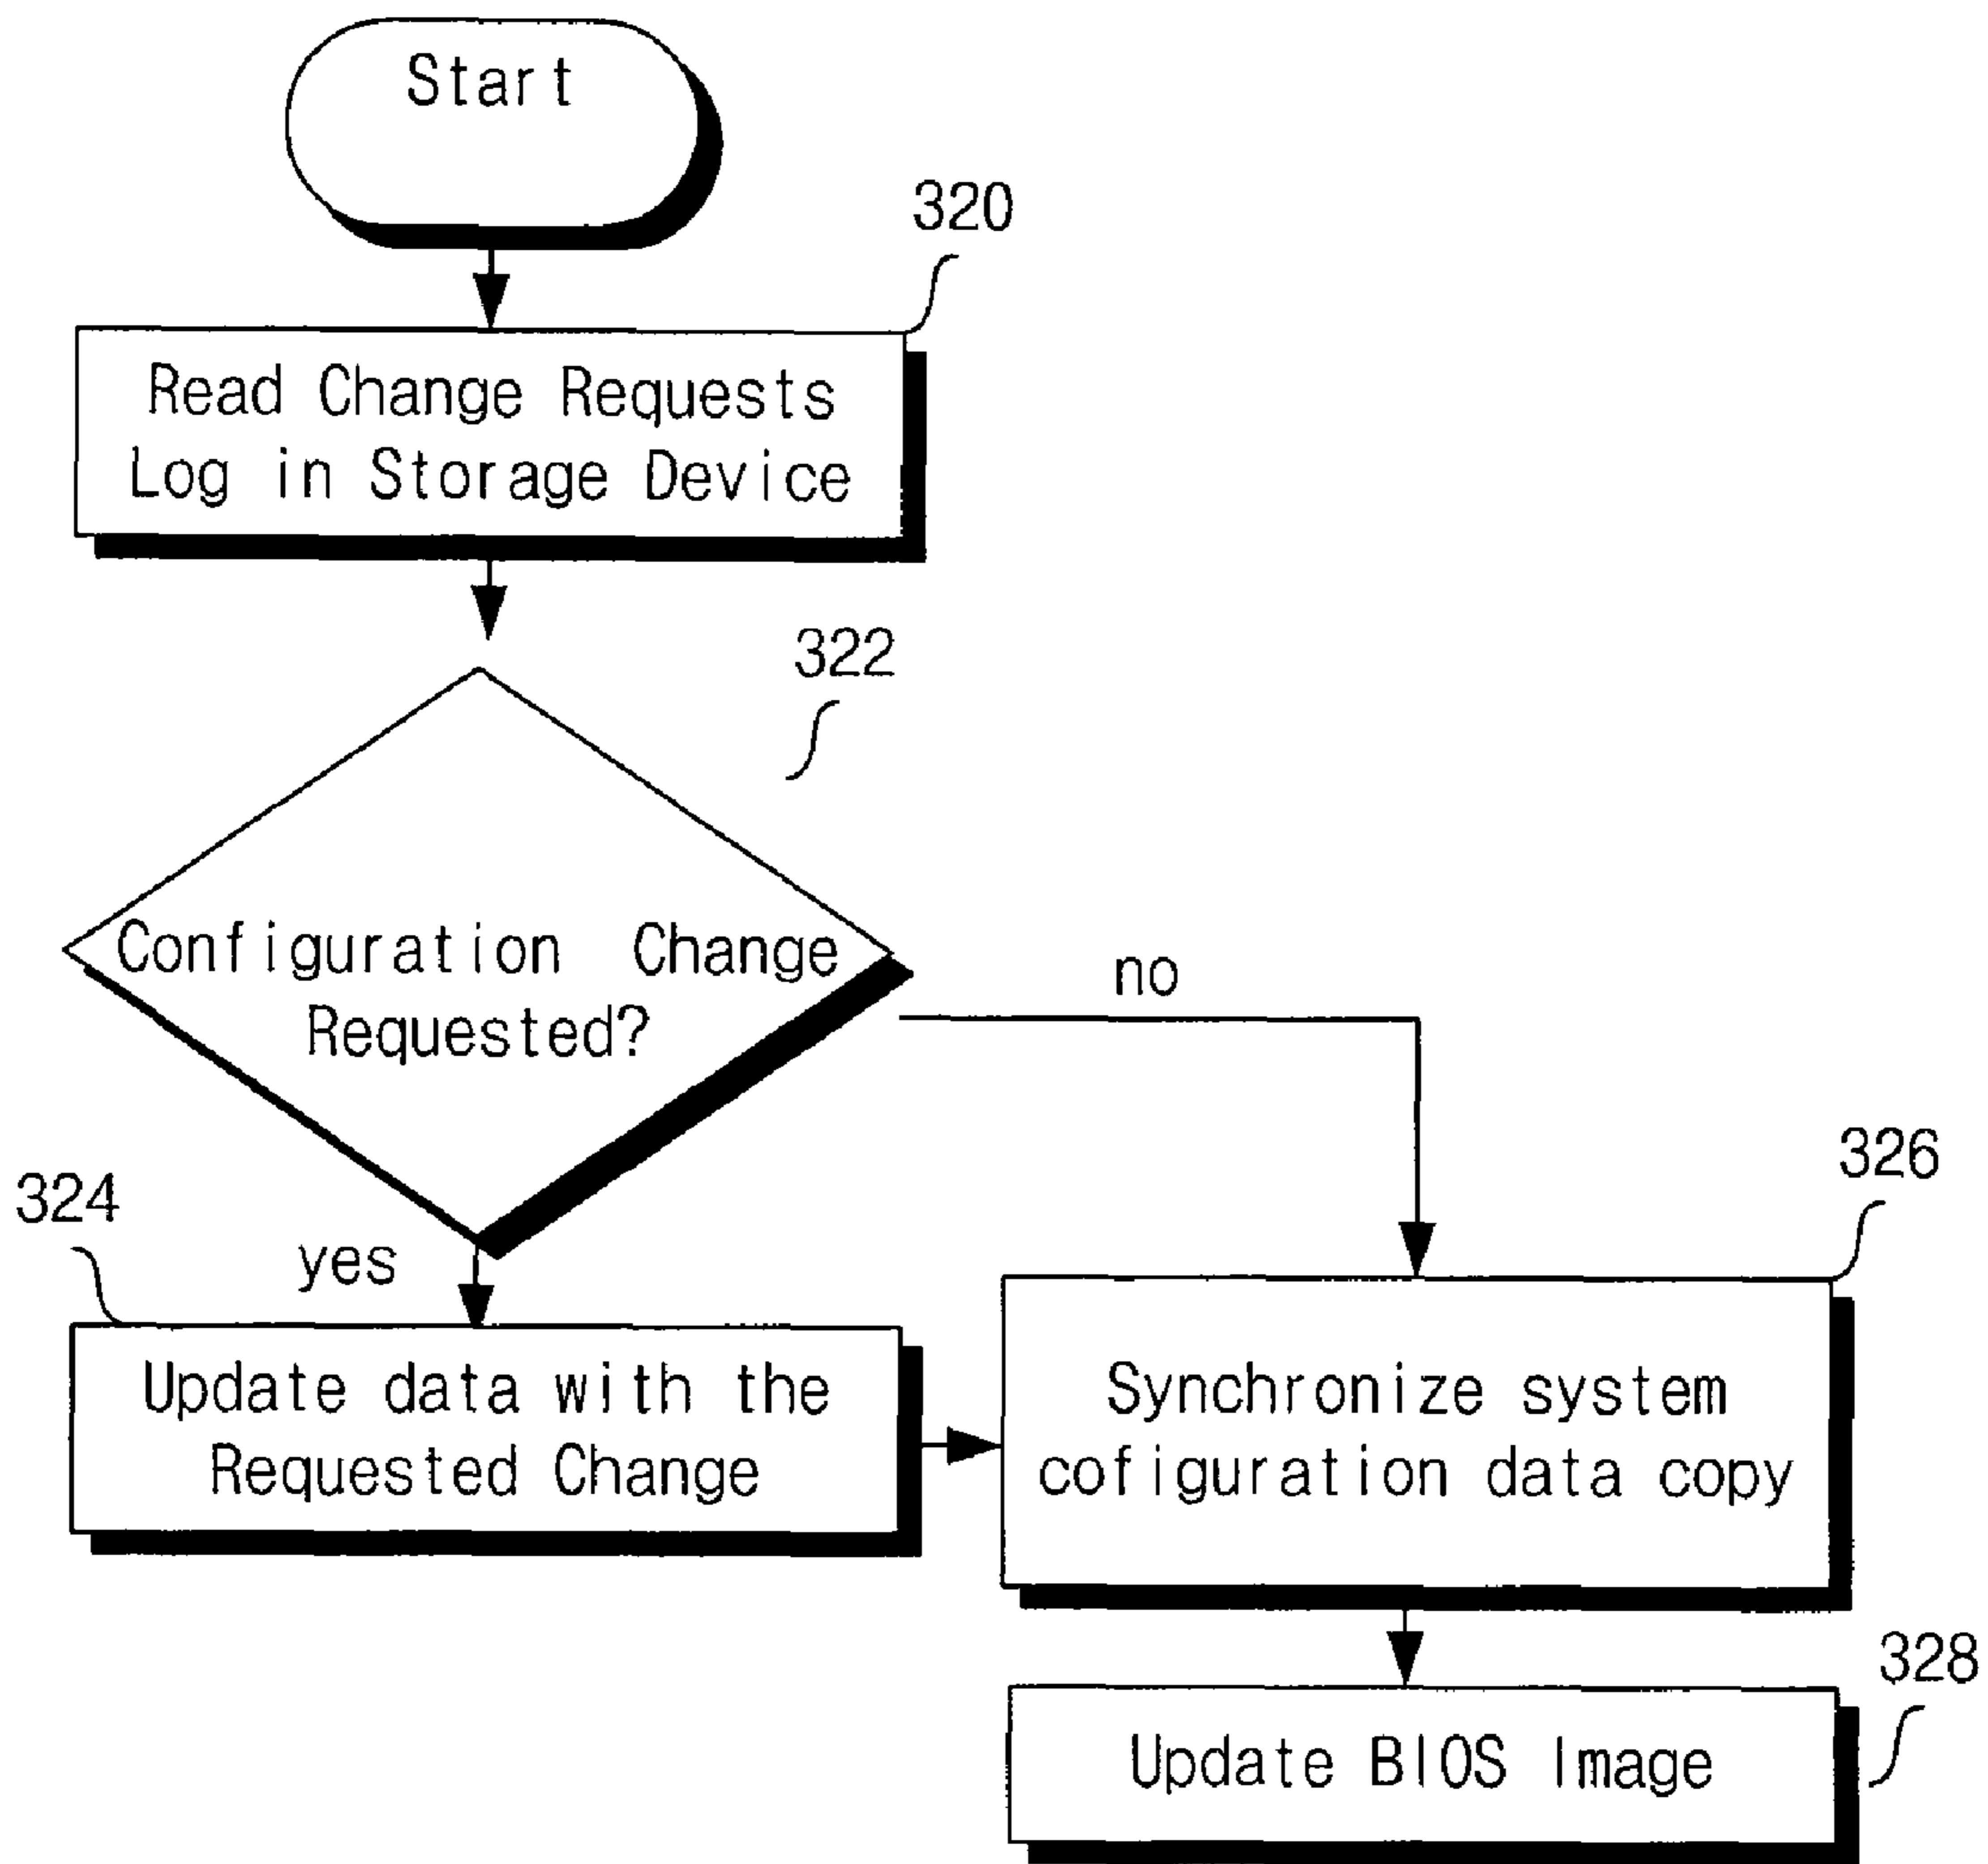 Start
320
Read Change Requests
Log in Storage Device
322
Configuration Change
Requested?
no
yes
324
Update data with the
Requested Change
326
Synchronize system
cofiguration data copy
328
Update BIOS Image